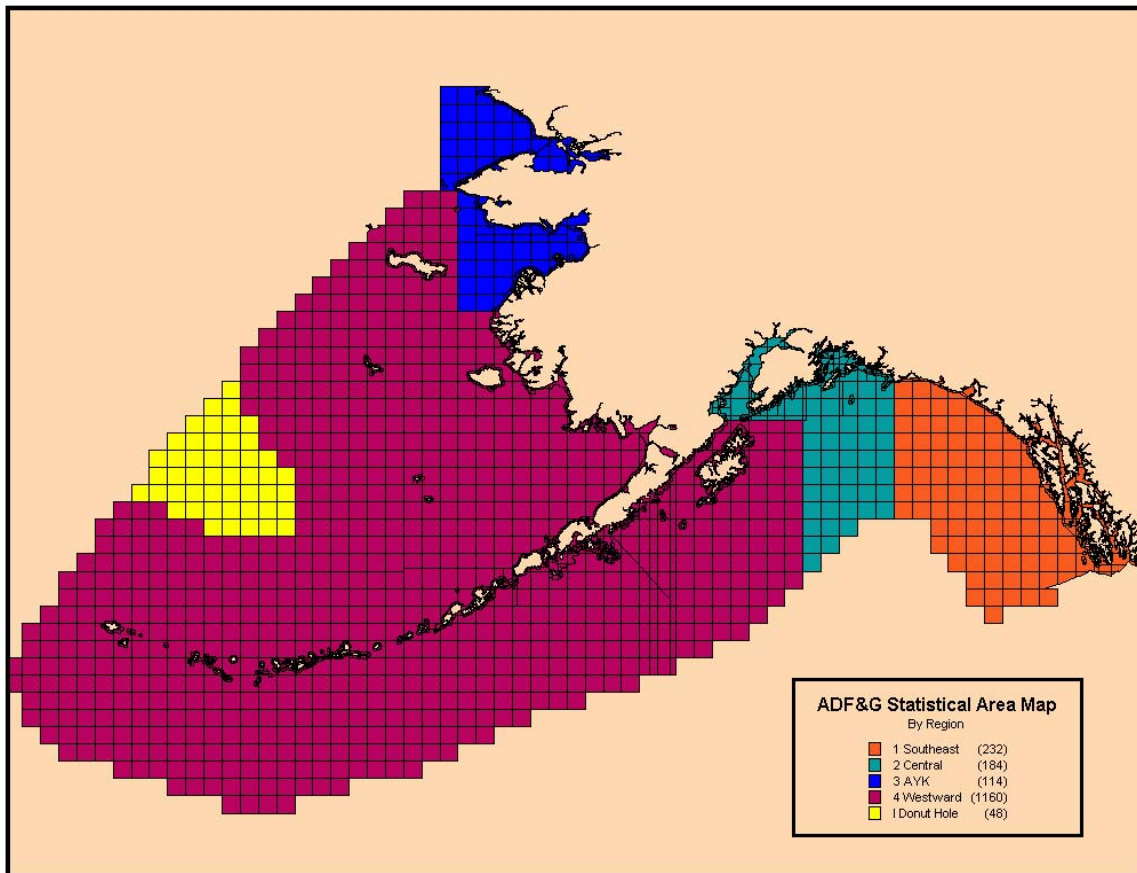 ADF&G Statistical Area Map
By Region
1 Southeast (232)
2 Central (184)
3 AYK (114)
4 Westward (1160)
I Donut Hole (48)